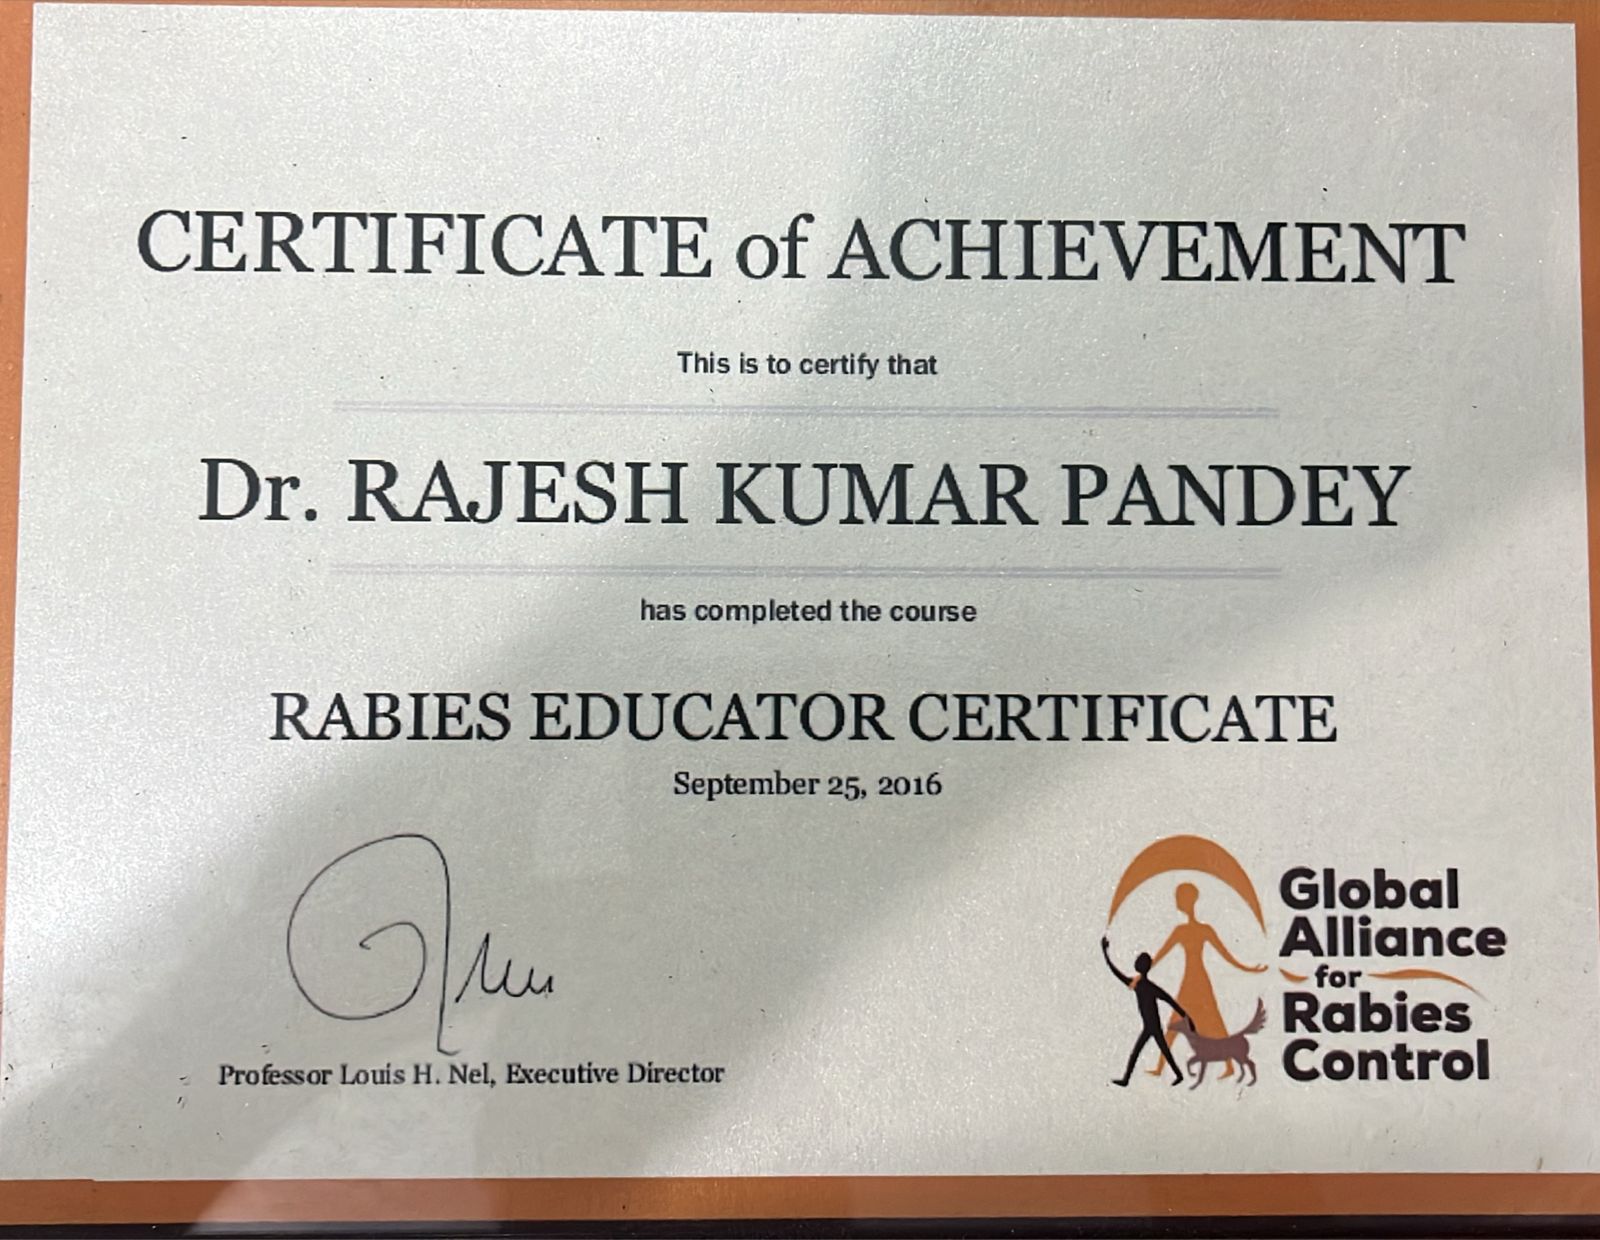 CERTIFICATE of ACHIEVEMENT
This is to certify that
Dr. RAJESH KUMAR PANDEY
has completed the course
RABIES EDUCATOR CERTIFICATE
September 25, 2016
Professor Louis H. Nel, Executive Director
Global
Alliance
for
Rabies
Control